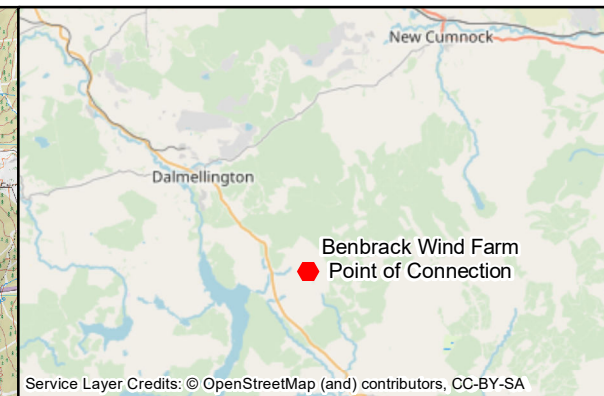 New Cumnock
Dalmellington
Benbrack Wind Farm
Point of Connection
Service Layer Credits: © OpenStreetMap (and) contributors, CC-BY-SA